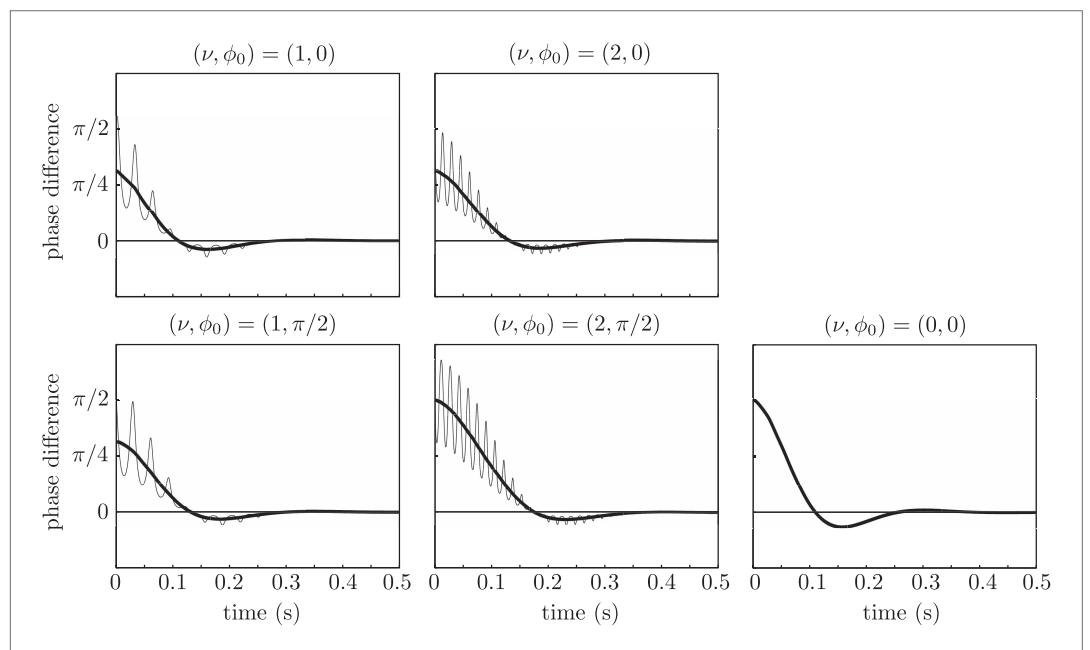 (ν, ϕ₀) = (1, 0)
(ν, ϕ₀) = (2, 0)
phase difference
π/2
π/4
0
(ν, ϕ₀) = (1, π/2)
(ν, ϕ₀) = (2, π/2)
(ν, ϕ₀) = (0, 0)
phase difference
π/2
π/4
0
0 0.1 0.2 0.3 0.4 0.5
0 0.1 0.2 0.3 0.4 0.5
0 0.1 0.2 0.3 0.4 0.5
time (s)
time (s)
time (s)